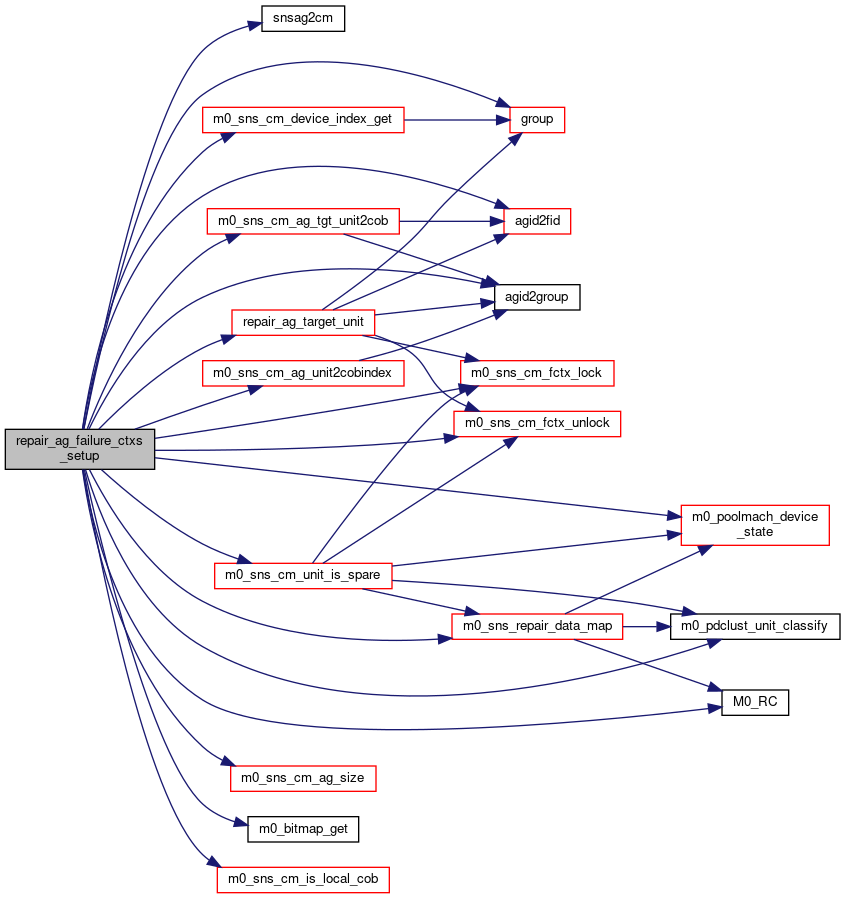 snsag2cm
m0_sns_cm_device_index_get
group
m0_sns_cm_ag_tgt_unit2cob
agid2fid
agid2group
repair_ag_target_unit
m0_sns_cm_ag_unit2cobindex
m0_sns_cm_fctx_lock
m0_sns_cm_fctx_unlock
repair_ag_failure_ctxs
_setup
m0_poolmach_device
_state
m0_sns_cm_unit_is_spare
m0_sns_repair_data_map
m0_pdclust_unit_classify
M0_RC
m0_sns_cm_ag_size
m0_bitmap_get
m0_sns_cm_is_local_cob